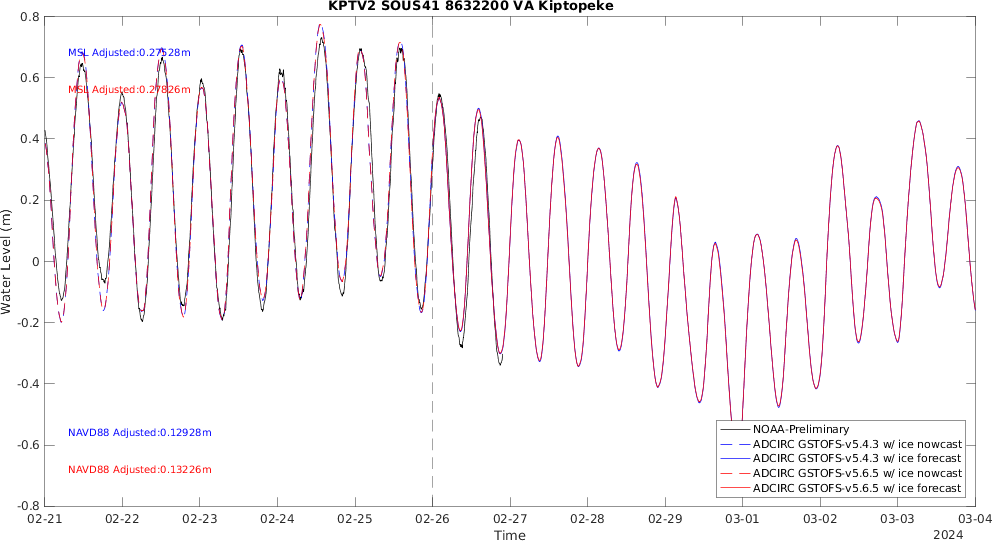 KPTV2 SOUS41 8632200 VA Kiptopeke
MSL Adjusted:0.27528m
MSL Adjusted:0.27826m
NAVD88 Adjusted:0.12928m
NAVD88 Adjusted:0.13226m
Water Level (m)
0.8
0.6
0.4
0.2
0
-0.2
-0.4
-0.6
-0.8
NOAA-Preliminary
ADCIRC GSTOFS-v5.4.3 w/ ice nowcast
ADCIRC GSTOFS-v5.4.3 w/ ice forecast
ADCIRC GSTOFS-v5.6.5 w/ ice nowcast
ADCIRC GSTOFS-v5.6.5 w/ ice forecast
02-21 02-22 02-23 02-24 02-25 02-26 02-27 02-28 02-29 03-01 03-02 03-03 03-04
Time
2024